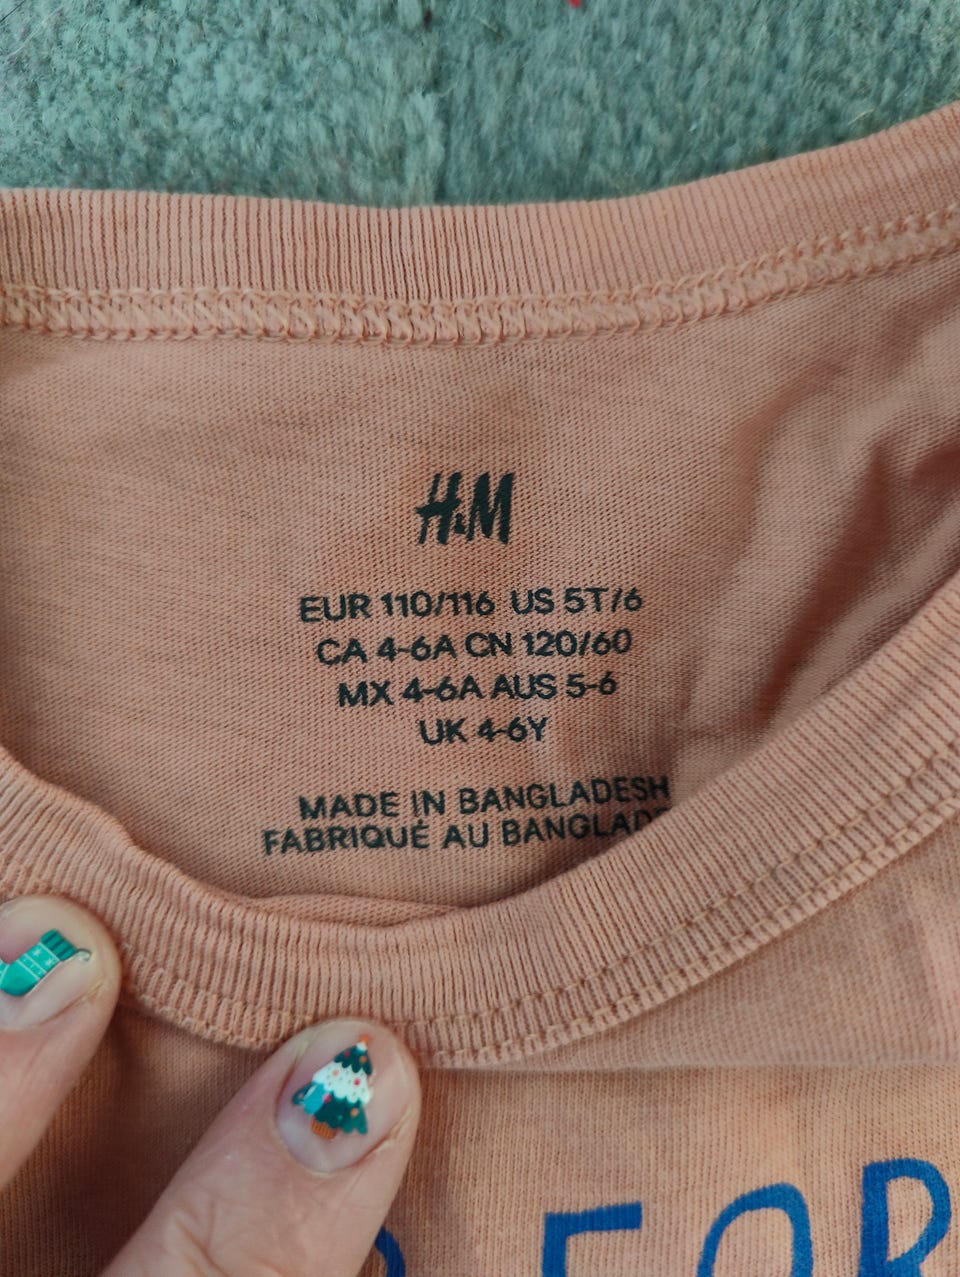 H&M
EUR 110/116 US 5T/6
CA 4-6A CN 120/60
MX 4-6A AUS 5-6
UK 4-6Y
MADE IN BANGLADESH
FABRIQUÉ AU
FOR